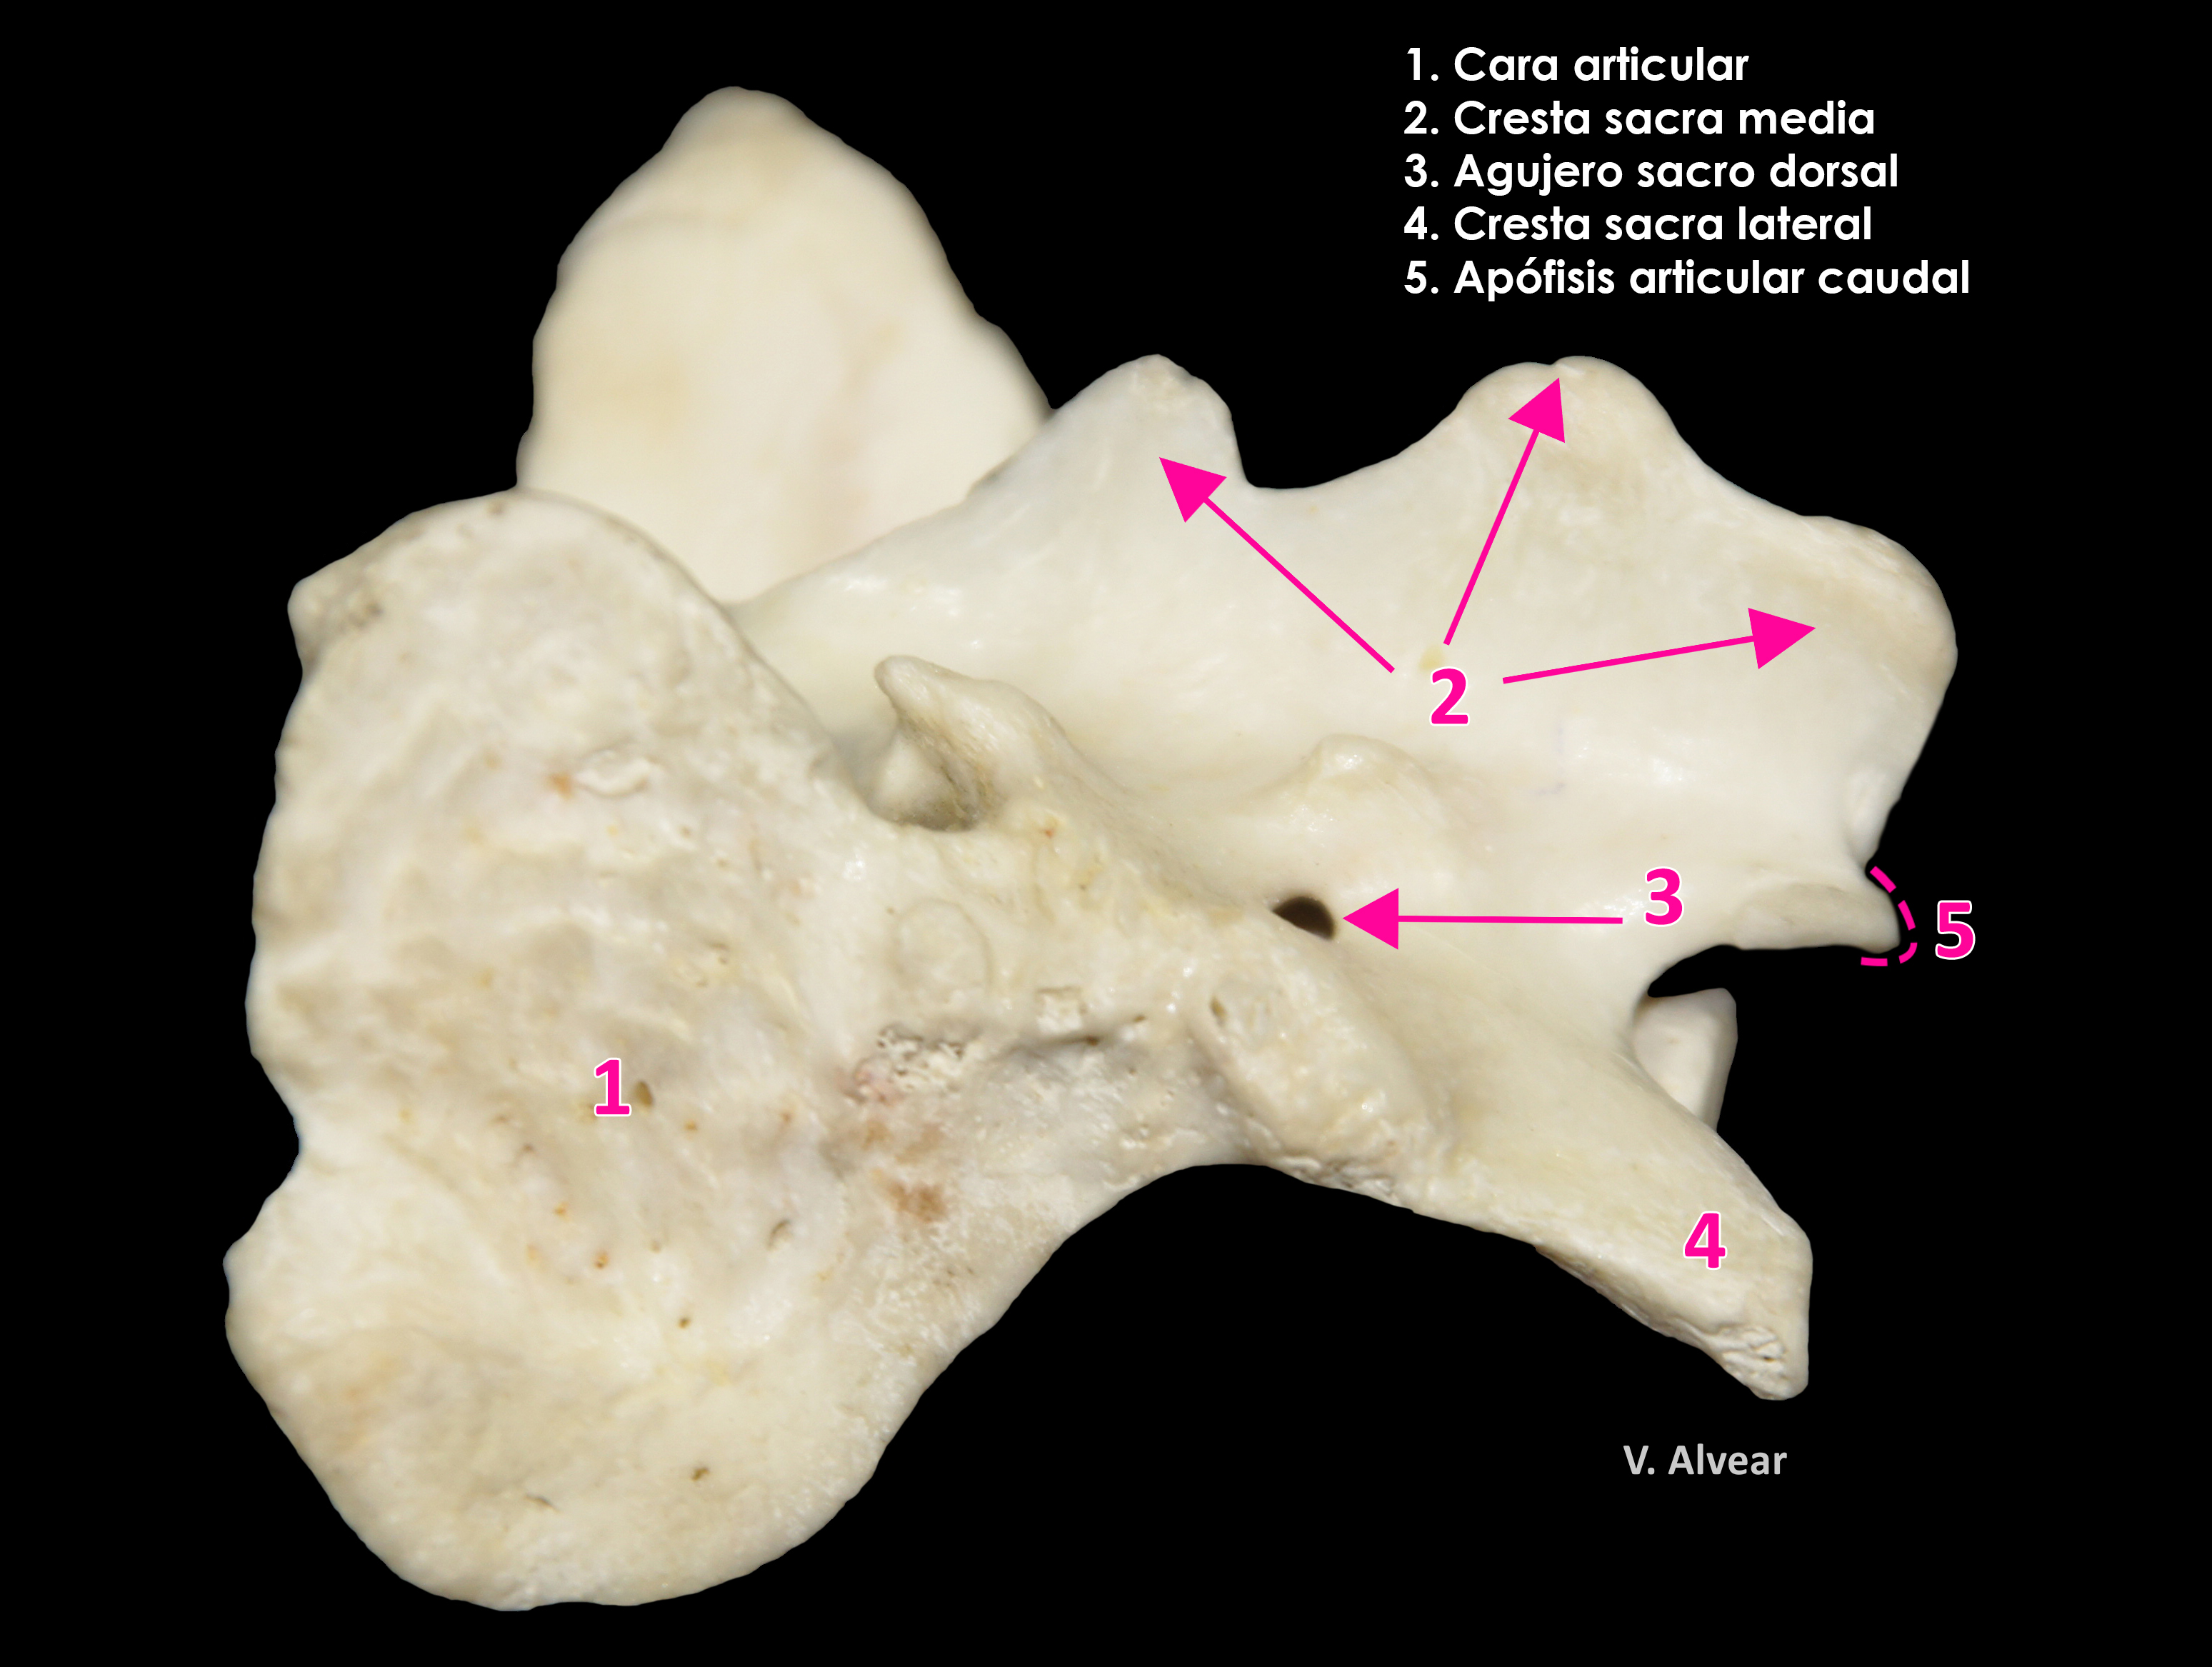 1. Cara articular
2. Cresta sacra media
3. Agujero sacro dorsal
4. Cresta sacra lateral
5. Apófisis articular caudal
2
3
5
1
4
V. Alvear